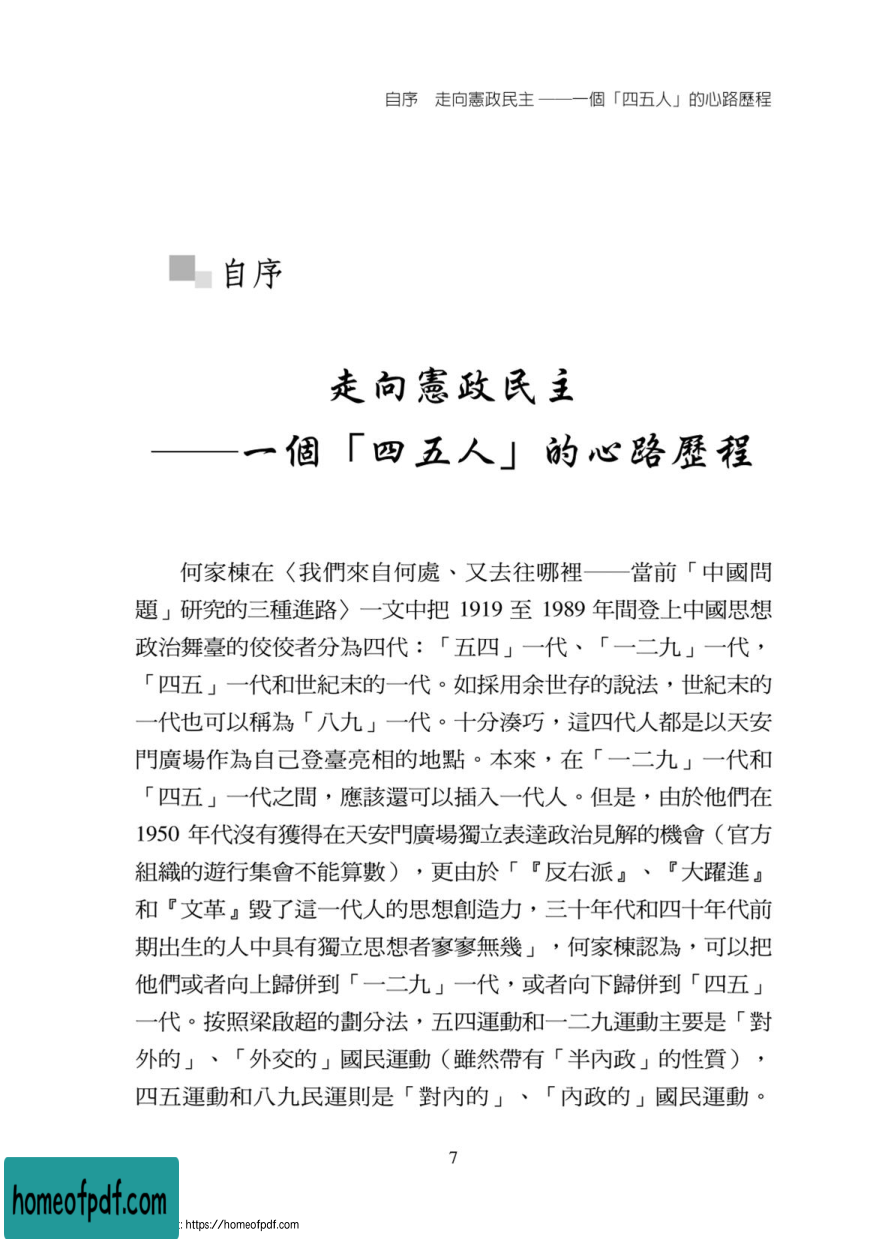 自序　走向憲政民主 ──一個「四五人」的心路歷程
自序
走向憲政民主
──一個「四五人」的心路歷程
何家棟在〈我們來自何處、又去往哪裡──當前「中國問
題」研究的三種進路〉一文中把 1919 至 1989 年間登上中國思想
政治舞臺的佼佼者分為四代：「五四」一代、「一二九」一代，
「四五」一代和世紀末的一代。如採用余世存的說法，世紀末的
一代也可以稱為「八九」一代。十分湊巧，這四代人都是以天安
門廣場作為自己登臺亮相的地點。本來，在「一二九」一代和
「四五」一代之間，應該還可以插入一代人。但是，由於他們在
1950 年代沒有獲得在天安門廣場獨立表達政治見解的機會（官方
組織的遊行集會不能算數），更由於「『反右派』、『大躍進』
和『文革』毀了這一代人的思想創造力，三十年代和四十年代前
期出生的人中具有獨立思想者寥寥無幾」，何家棟認為，可以把
他們或者向上歸併到「一二九」一代，或者向下歸併到「四五」
一代。按照梁啟超的劃分法，五四運動和一二九運動主要是「對
外的」、「外交的」國民運動（雖然帶有「半內政」的性質），
四五運動和八九民運則是「對內的」、「內政的」國民運動。
7
homeofpdf.com
: https://homeofpdf.com